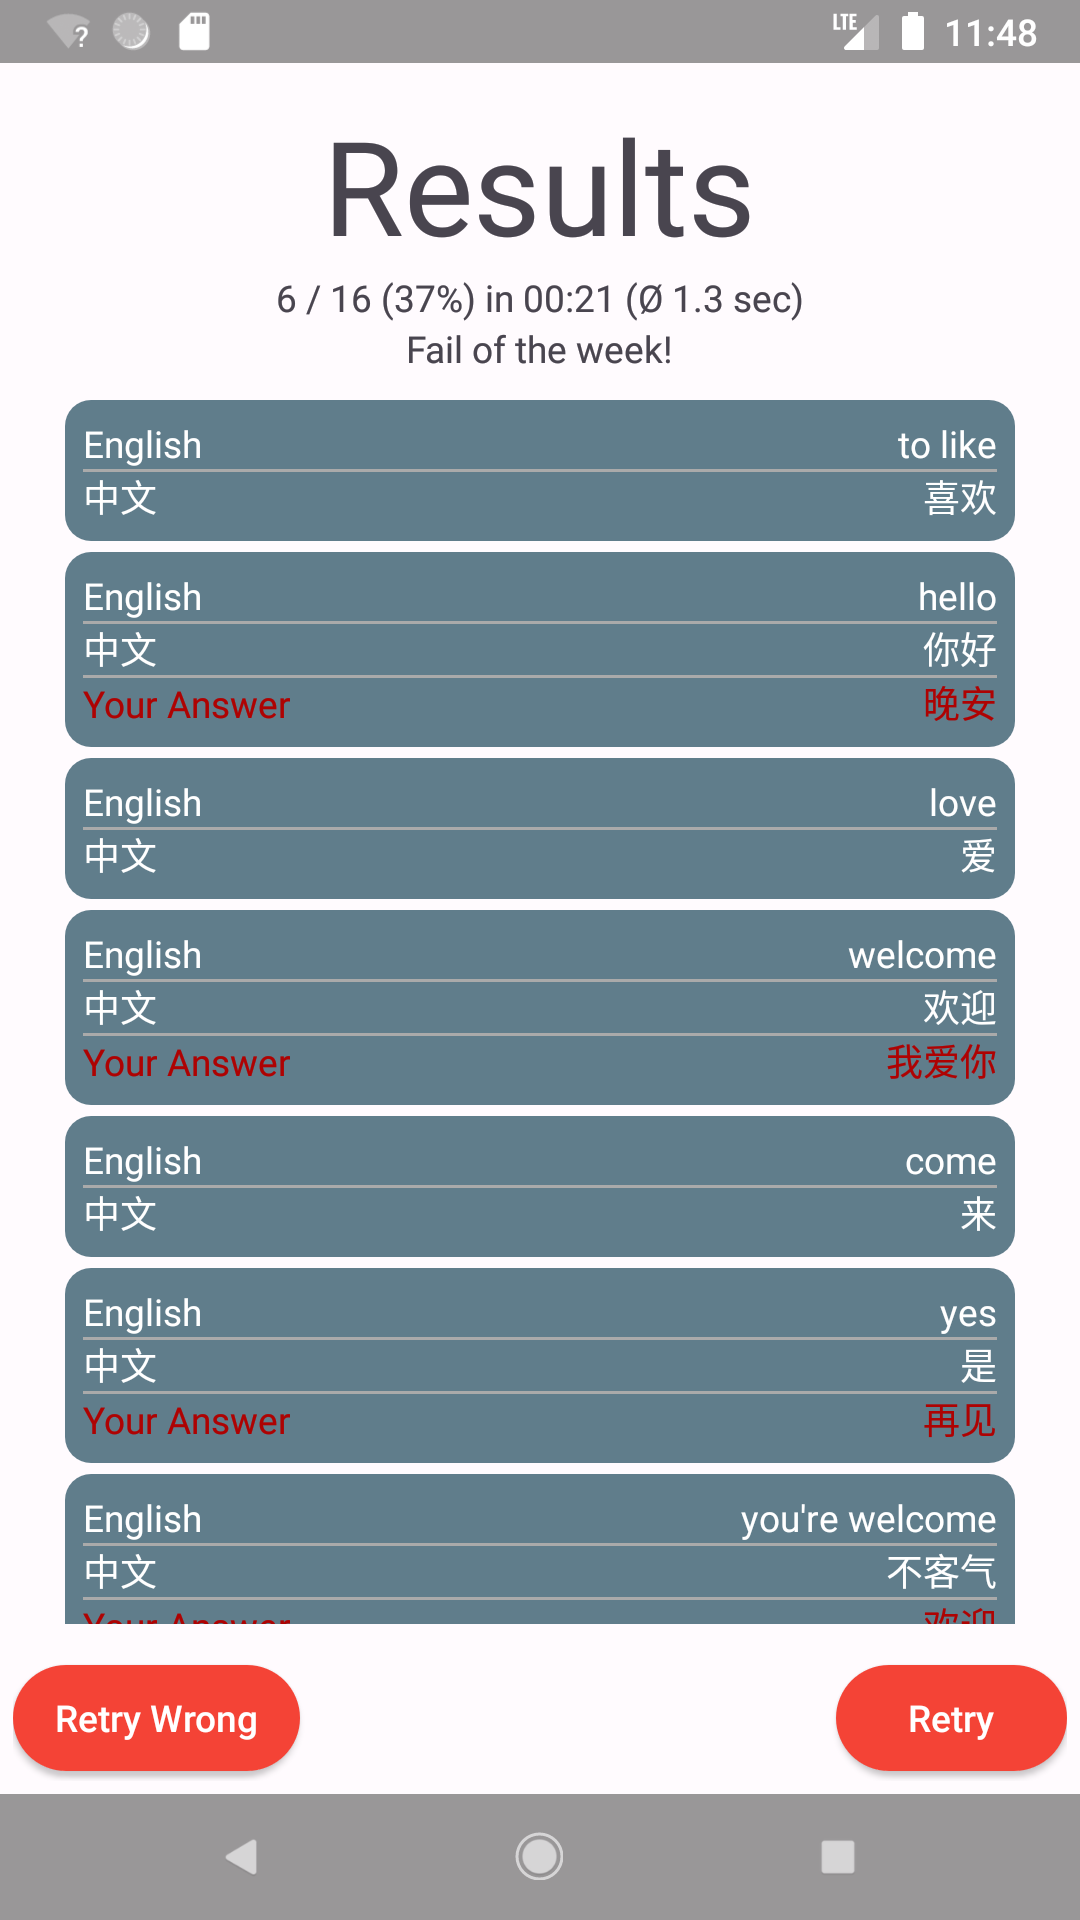 LTE 11:48
Results
6 / 16 (37%) in 00:21 (Ø 1.3 sec)
Fail of the week!
English to like
中文 喜欢
English hello
中文 你好
Your Answer 晚安
English love
中文 爱
English welcome
中文 欢迎
Your Answer 我爱你
English come
中文 来
English yes
中文 是
Your Answer 再见
English you're welcome
中文 不客气
Your Answer 欢迎
Retry Wrong Retry